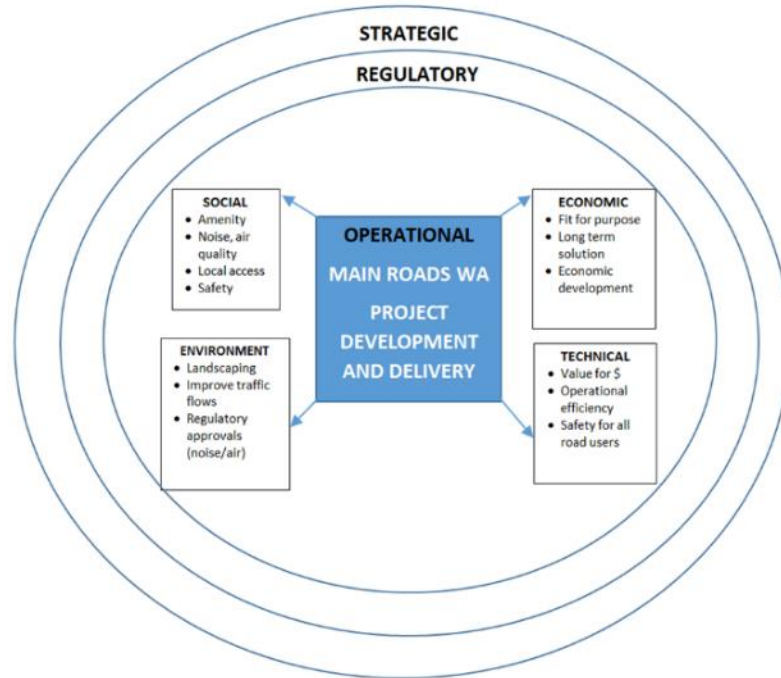 STRATEGIC
REGULATORY
SOCIAL
• Amenity
• Noise, air
quality
• Local access
• Safety
OPERATIONAL
MAIN ROADS WA
PROJECT
DEVELOPMENT
AND DELIVERY
ECONOMIC
• Fit for purpose
• Long term
solution
• Economic
development
ENVIRONMENT
• Landscaping
• Improve traffic
flows
• Regulatory
approvals
(noise/air)
TECHNICAL
• Value for $
• Operational
efficiency
• Safety for all
road users